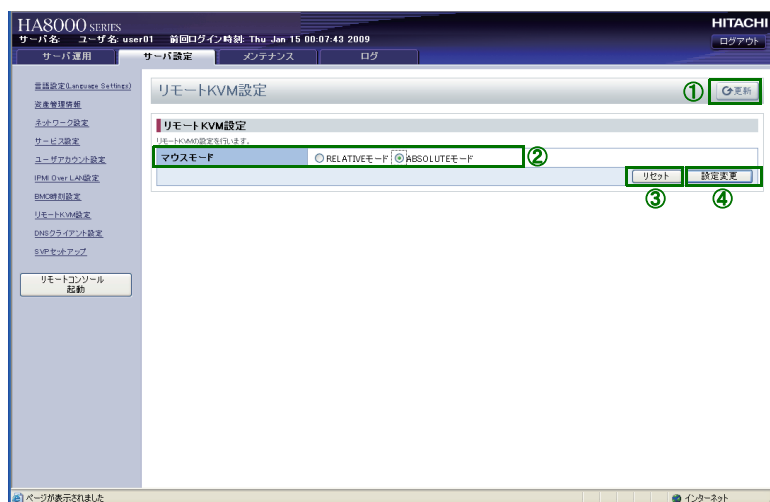 HA8000 SERIES
HITACHI
サーバ名: ユーザ名: user01 前回ログイン時刻: Thu Jan 15 00:07:43 2009
ログアウト
サーバ運用 サーバ設定 メンテナンス ログ
言語設定(Language Settings)
資産管理情報
ネットワーク設定
サービス設定
ユーザアカウント設定
IPMI Over LAN設定
BMC時刻設定
リモートKVM設定
DNSクライアント設定
SVPセットアップ
リモートコンソール
起動
リモートKVM設定
① 更新
リモートKVM設定
リモートKVMの設定を行います。
マウスモード RELATIVEモード ABSOLUTEモード ②
リセット 設定変更
③ ④
ページが表示されました
インターネット